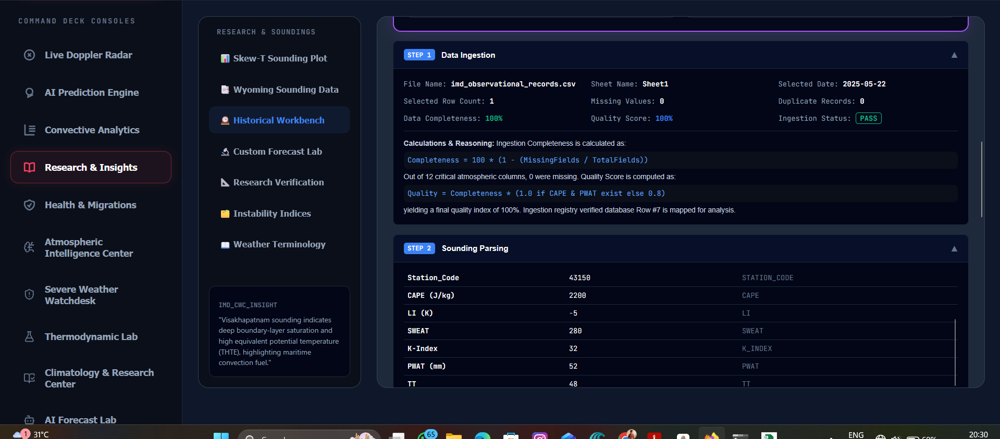 COMMAND DECK CONSOLES
Live Doppler Radar
AI Prediction Engine
Convective Analytics
Research & Insights
Health & Migrations
Atmospheric
Intelligence Center
Severe Weather
Watchdesk
Thermodynamic Lab
Climatology & Research
Center
AI Forecast Lab
RESEARCH & SOUNDINGS
Skew-T Sounding Plot
Wyoming Sounding Data
Historical Workbench
Custom Forecast Lab
Research Verification
Instability Indices
Weather Terminology
IMD_CWC_INSIGHT
"Visakhapatnam sounding indicates
deep boundary-layer saturation and
high equivalent potential temperature
(THTE), highlighting maritime
convection fuel."
STEP 1 Data Ingestion
File Name: imd_observational_records.csv Sheet Name: Sheet1 Selected Date: 2025-05-22
Selected Row Count: 1 Missing Values: 0 Duplicate Records: 0
Data Completeness: 100% Quality Score: 100% Ingestion Status: PASS
Calculations & Reasoning: Ingestion Completeness is calculated as:
Completeness = 100 * (1 - (MissingFields / TotalFields))
Out of 12 critical atmospheric columns, 0 were missing. Quality Score is computed as:
Quality = Completeness * (1.0 if CAPE & PWAT exist else 0.8)
yielding a final quality index of 100%. Ingestion registry verified database Row #7 is mapped for analysis.
STEP 2 Sounding Parsing
Station_Code 43150 STATION_CODE
CAPE (J/kg) 2200 CAPE
LI (K) -5 LI
SWEAT 280 SWEAT
K-Index 32 K_INDEX
PWAT (mm) 52 PWAT
TT 48 TT
1 31°C
65
ENG
20:30